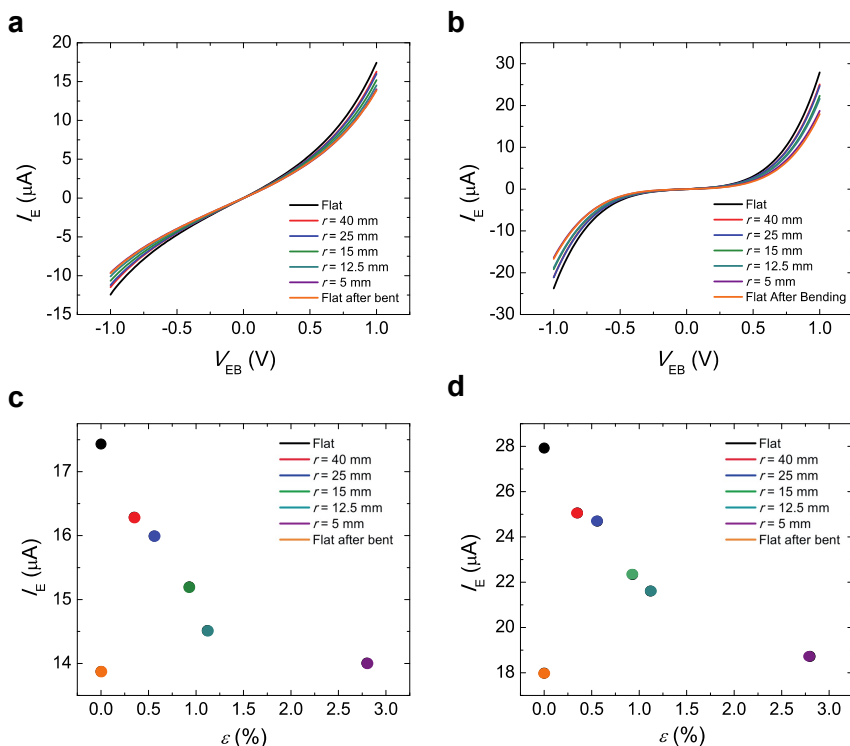 a
20
15
10
5
0
-5
-10
-15
I_E (μA)
-1.0 -0.5 0.0 0.5 1.0
V_EB (V)
Flat
r = 40 mm
r = 25 mm
r = 15 mm
r = 12.5 mm
r = 5 mm
Flat after bent
b
30
20
10
0
-10
-20
-30
I_E (μA)
-1.0 -0.5 0.0 0.5 1.0
V_EB (V)
Flat
r = 40 mm
r = 25 mm
r = 15 mm
r = 12.5 mm
r = 5 mm
Flat After Bending
c
17
16
15
14
I_E (μA)
0.0 0.5 1.0 1.5 2.0 2.5 3.0
ε (%)
Flat
r = 40 mm
r = 25 mm
r = 15 mm
r = 12.5 mm
r = 5 mm
Flat after bent
d
28
26
24
22
20
18
I_E (μA)
0.0 0.5 1.0 1.5 2.0 2.5 3.0
ε (%)
Flat
r = 40 mm
r = 25 mm
r = 15 mm
r = 12.5 mm
r = 5 mm
Flat after bent